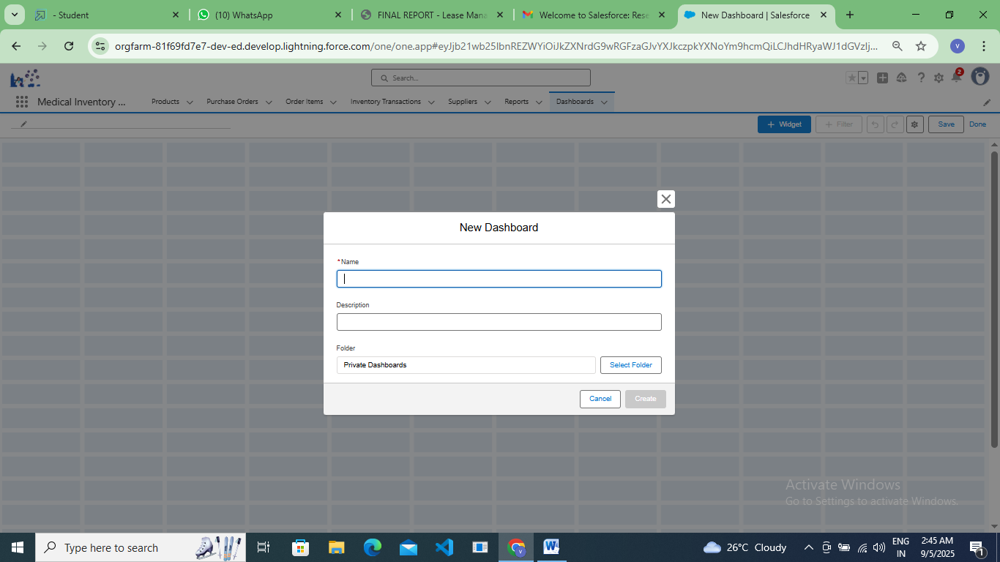 - Student
(10) WhatsApp
FINAL REPORT - Lease Mana
Welcome to Salesforce: Rese
New Dashboard | Salesforce
orgfarm-81f69fd7e7-dev-ed.develop.lightning.force.com/one/one.app#eyJjb21wb25lbnREZWYiOiJkZXNrdG9wRGFzaGJvYXJkczpkYXNoYm9hcmQiLCJhdHRyaWJ1dGVzIj...
v
Search...
2
Medical Inventory ...
Products
Purchase Orders
Order Items
Inventory Transactions
Suppliers
Reports
Dashboards
+ Widget
+ Filter
Save
Done
New Dashboard
*Name
Description
Folder
Private Dashboards
Select Folder
Cancel
Create
Activate Windows
Go to Settings to activate Windows.
Type here to search
26°C Cloudy
ENG
IN
2:45 AM
9/5/2025
1